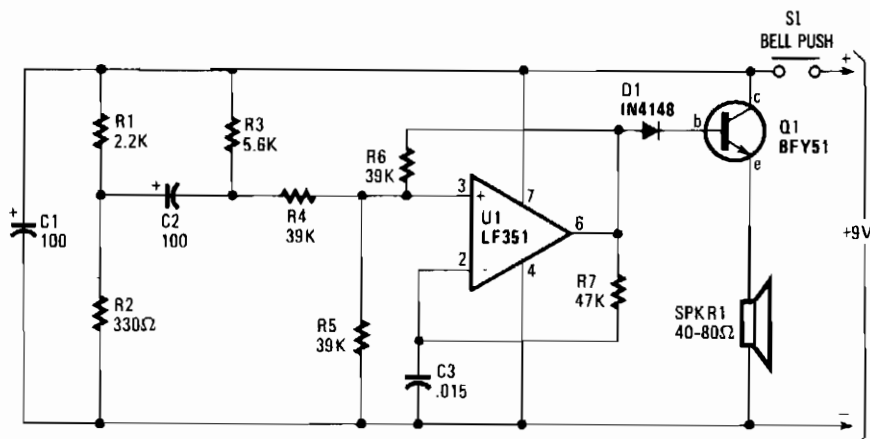 S1
BELL PUSH
+
D1
1N4148
c
b
Q1
BFY51
e
R1
2.2K
R3
5.6K
R6
39K
+
C2
100
R4
39K
3
+
7
U1
LF351
6
2
-
4
+
C1
100
R7
47K
+9V
R2
330Ω
R5
39K
SPKR1
40-80Ω
C3
.015
-